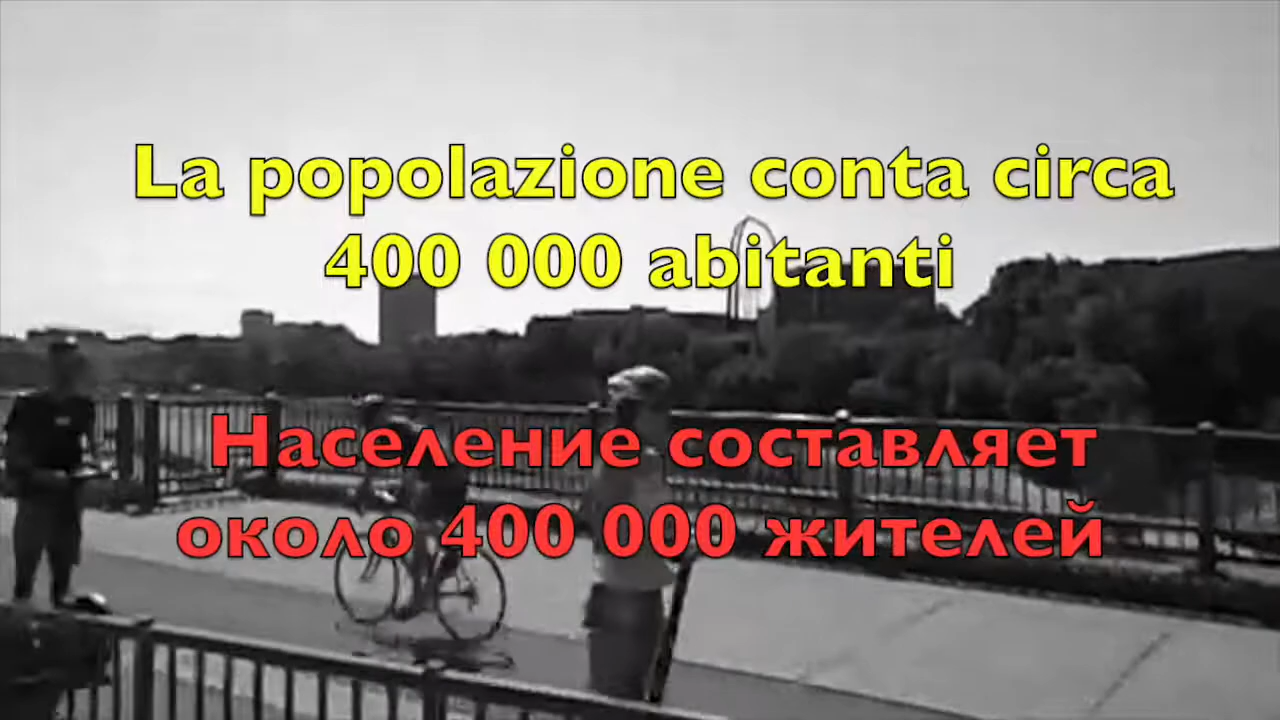 La popolazione conta circa
400 000 abitanti
Население составляет
около 400 000 жителей